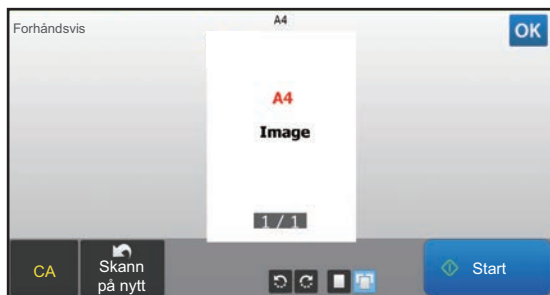 Forhåndsvis
A4
OK
A4
Image
1 / 1
CA
Skann
på nytt
Start